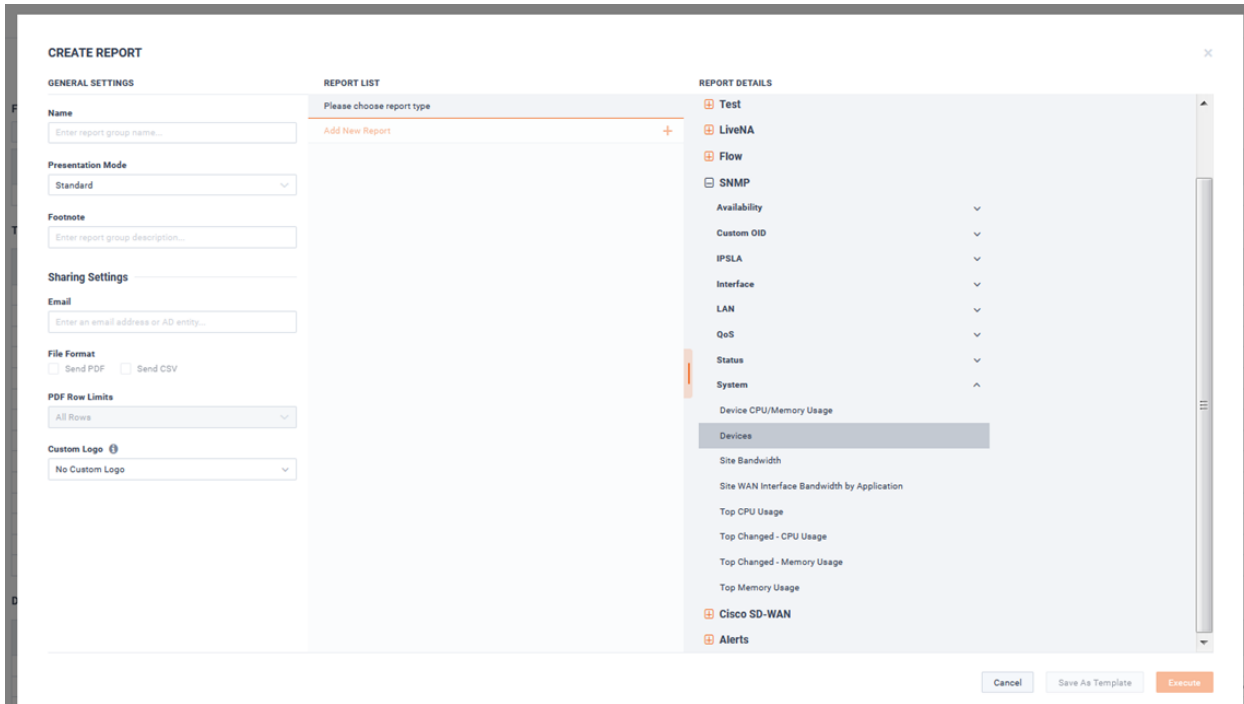 CREATE REPORT
GENERAL SETTINGS
Name
Enter report group name...
Presentation Mode
Standard
Footnote
Enter report group description...
Sharing Settings
Email
Enter an email address or AD entity...
File Format
Send PDF
Send CSV
PDF Row Limits
All Rows
Custom Logo
No Custom Logo
REPORT LIST
Please choose report type
Add New Report
REPORT DETAILS
Test
LiveNA
Flow
SNMP
Availability
Custom OID
IPSLA
Interface
LAN
QoS
Status
System
Device CPU/Memory Usage
Devices
Site Bandwidth
Site WAN Interface Bandwidth by Application
Top CPU Usage
Top Changed - CPU Usage
Top Changed - Memory Usage
Top Memory Usage
Cisco SD-WAN
Alerts
Cancel
Save As Template
Execute